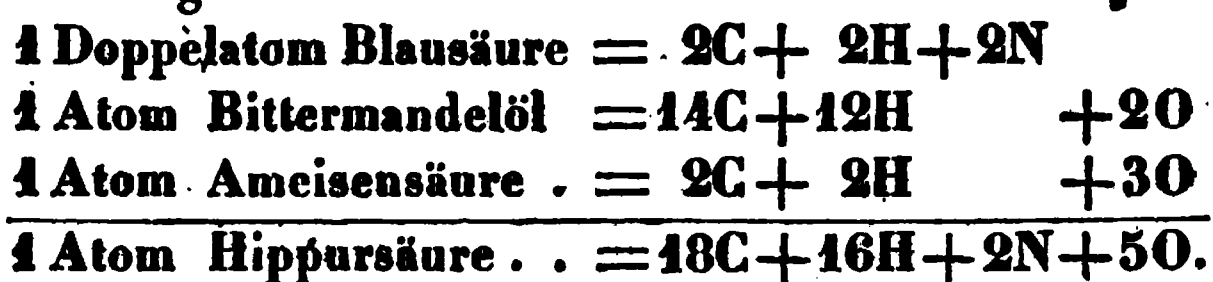 1 Doppelatom Blausäure = 2C + 2H + 2N
1 Atom Bittermandelöl = 14C + 12H + 2O
1 Atom Ameisensäure . = 2C + 2H + 3O
1 Atom Hippursäure . . = 18C + 16H + 2N + 5O.